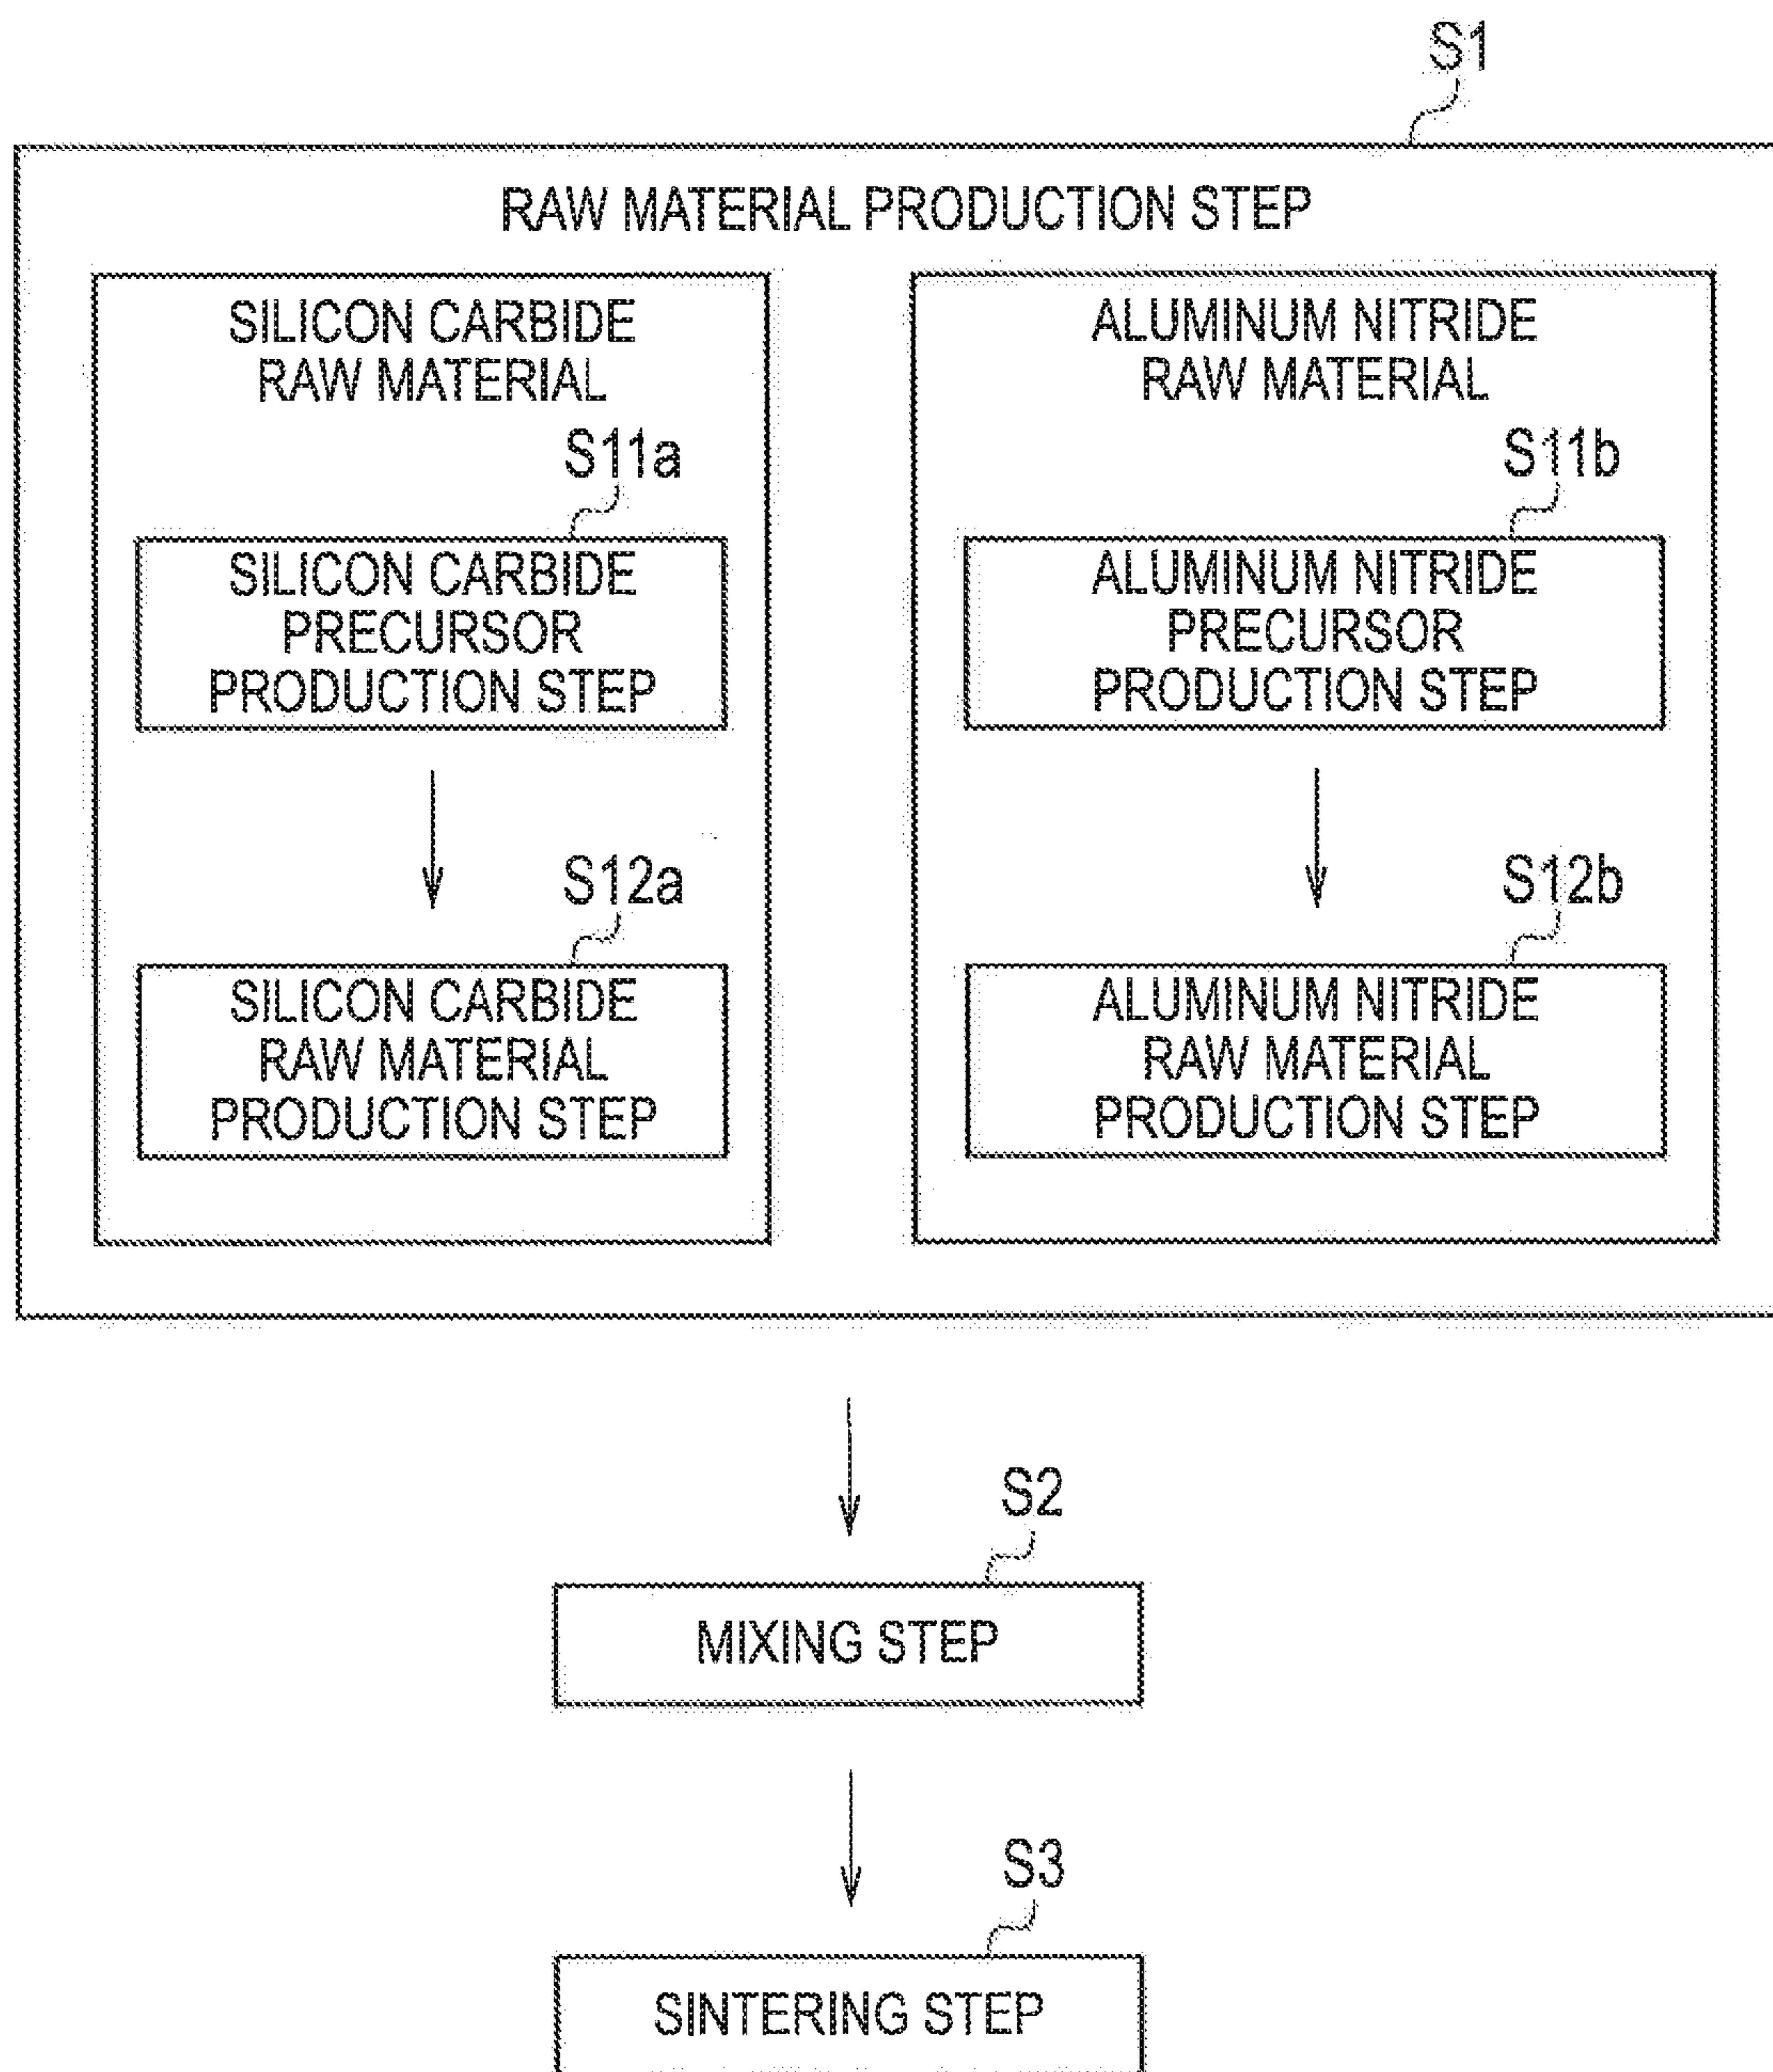 S1
RAW MATERIAL PRODUCTION STEP
SILICON CARBIDE
RAW MATERIAL
S11a
SILICON CARBIDE
PRECURSOR
PRODUCTION STEP
S12a
SILICON CARBIDE
RAW MATERIAL
PRODUCTION STEP
ALUMINUM NITRIDE
RAW MATERIAL
S11b
ALUMINUM NITRIDE
PRECURSOR
PRODUCTION STEP
S12b
ALUMINUM NITRIDE
RAW MATERIAL
PRODUCTION STEP
S2
MIXING STEP
S3
SINTERING STEP